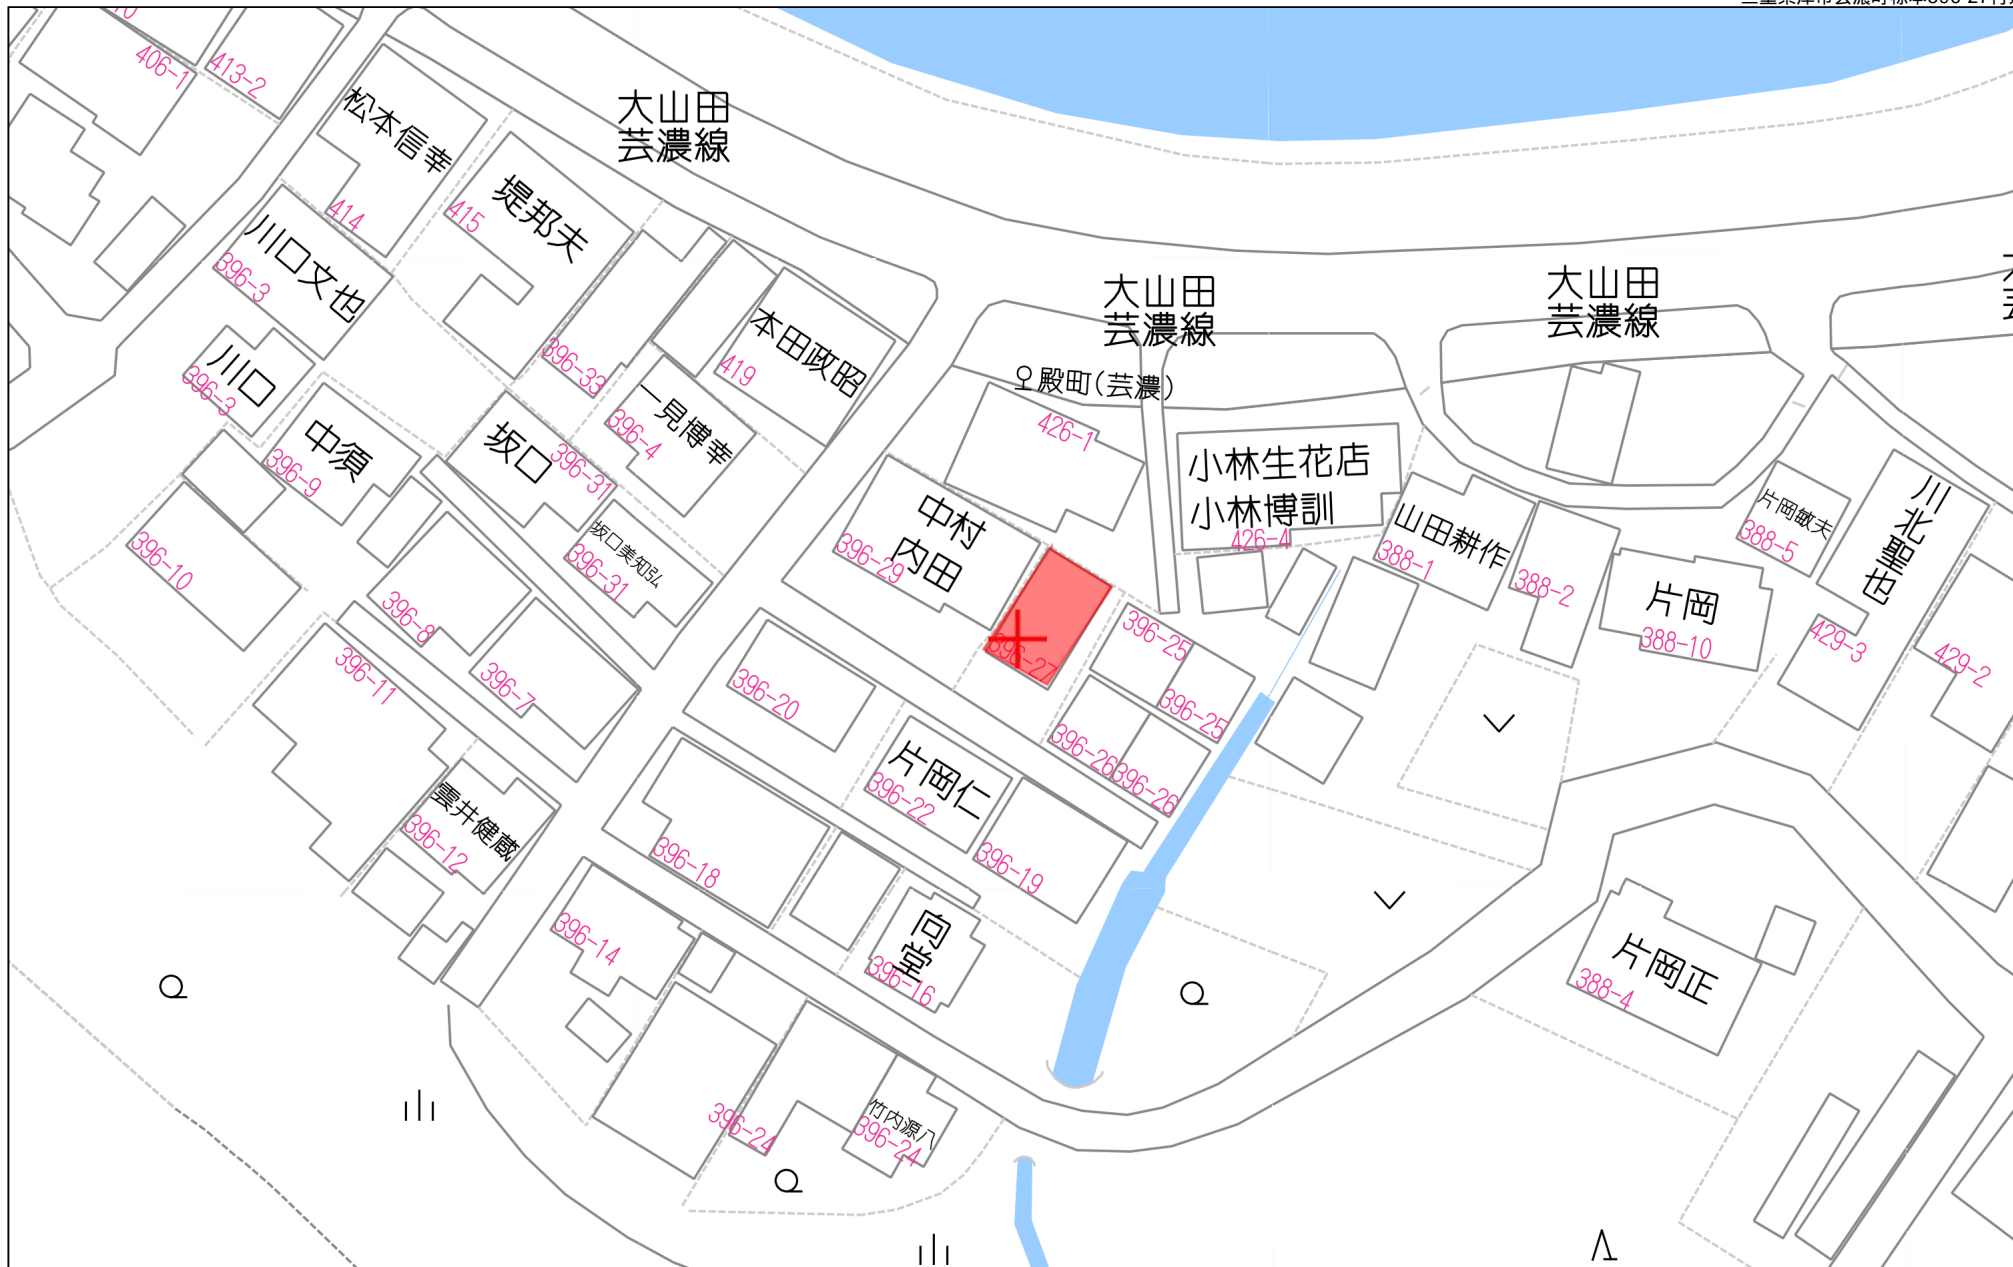 406-1
413-2
松本信幸
414
大山田
芸濃線
415
堤邦夫
川口文也
396-3
396-33
本田政昭
419
大山田
芸濃線
大山田
芸濃線
殿町(芸濃)
川口
396-3
一見博幸
396-4
426-1
中須
396-9
坂口
396-31
小林生花店
小林博訓
426-4
山田耕作
388-1
388-2
片岡敏夫
388-5
川北聖也
坂口美知弘
396-31
中村
内田
396-29
396-10
396-8
396-7
396-27
396-25
396-25
片岡
388-10
429-3
429-2
396-11
396-20
396-26
396-26
片岡仁
396-22
雲井健蔵
396-12
396-18
396-19
396-14
向堂
396-16
片岡正
388-4
396-24
竹内源八
396-24